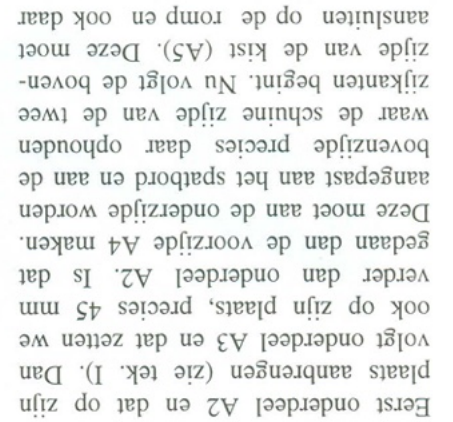 Eerst onderdeel A2 en dat op zijn
plaats aanbrengen (zie tek. I). Dan
volgt onderdeel A3 en dat zetten we
ook op zijn plaats, precies 45 mm
verder dan onderdeel A2. Is dat
gedaan dan de voorzijde A4 maken.
Deze moet aan de onderzijde worden
aangepast aan het spatbord en aan de
bovenzijde precies daar ophouden
waar de schuine zijde van de twee
zijkanten begint. Nu volgt de boven-
zijde van de kist (A5). Deze moet
aansluiten op de romp en ook daar